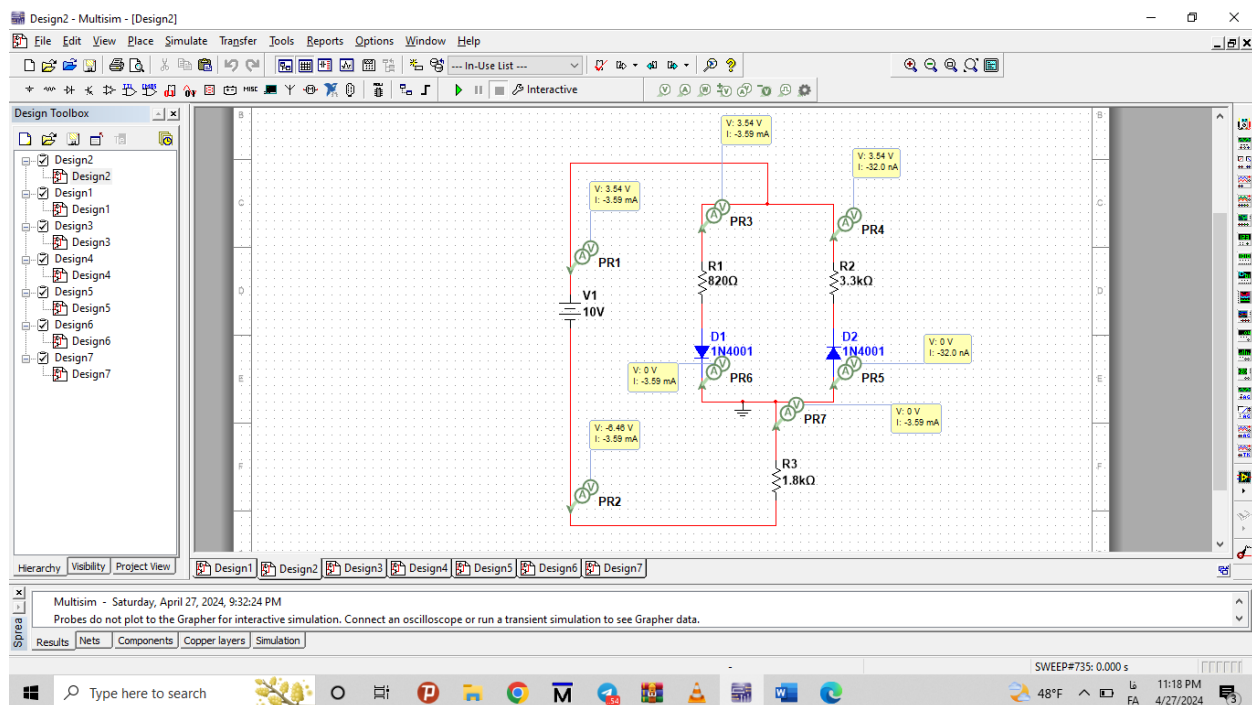 Design2 - Multisim - [Design2]
File Edit View Place Simulate Transfer Tools Reports Options Window Help
--- In-Use List ---
Interactive
Design Toolbox
Design2
Design2
Design1
Design1
Design3
Design3
Design4
Design4
Design5
Design5
Design6
Design6
Design7
Design7
Hierarchy Visibility Project View
B
B
C
C
D
D
E
E
F
F
V: 3.54 V
I: -3.59 mA
V: 3.54 V
I: -32.0 nA
V: 3.54 V
I: -3.59 mA
PR3
PR4
PR1
R1
820Ω
R2
3.3kΩ
V1
10V
D1
1N4001
D2
1N4001
V: 0 V
I: -32.0 nA
V: 0 V
I: -3.59 mA
PR6
PR5
V: 0 V
I: -3.59 mA
PR7
V: -6.46 V
I: -3.59 mA
R3
1.8kΩ
PR2
Design1 Design2 Design3 Design4 Design5 Design6 Design7
Multisim - Saturday, April 27, 2024, 9:32:24 PM
Probes do not plot to the Grapher for interactive simulation. Connect an oscilloscope or run a transient simulation to see Grapher data.
Sprea
Results Nets Components Copper layers Simulation
- SWEEP#735: 0.000 s
Type here to search
54
48°F
فا
FA
11:18 PM
4/27/2024
3